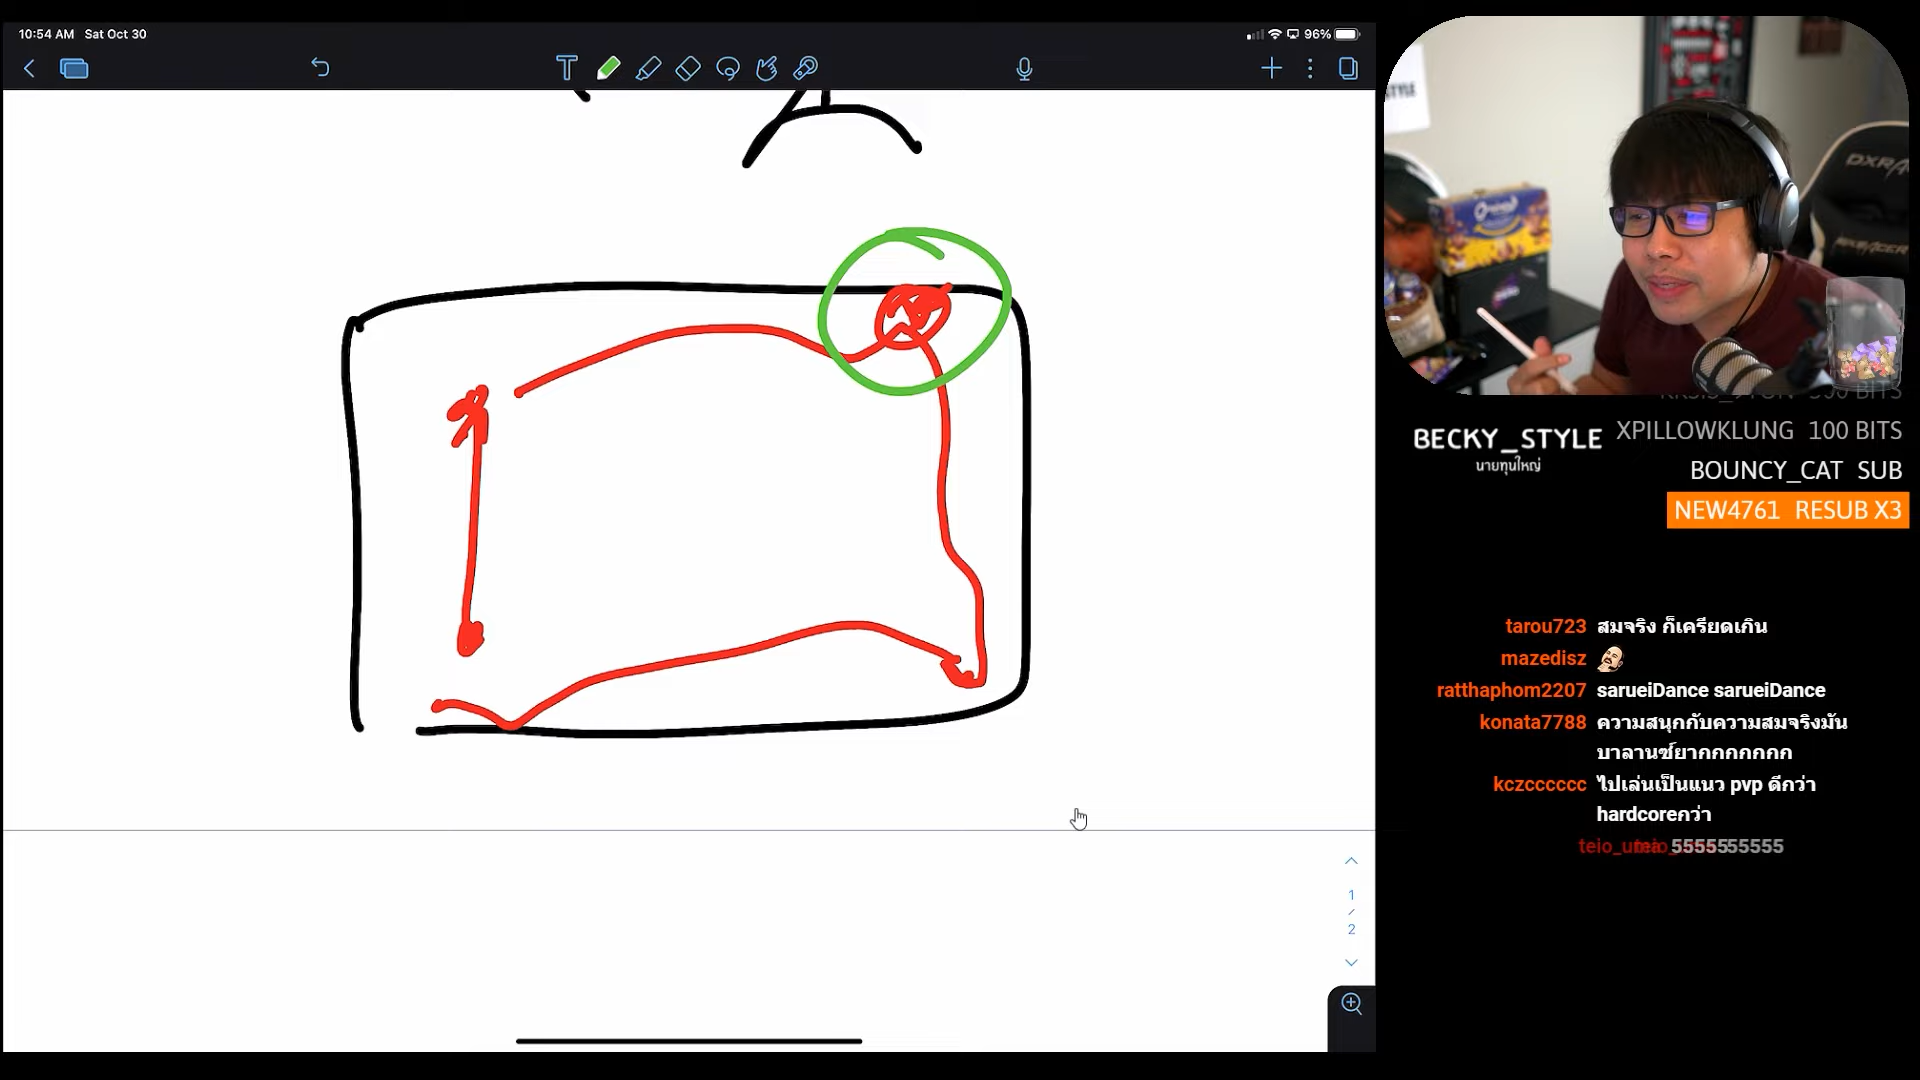 10:54 AM Sat Oct 30
96%
T
1
2
STYLE
DXRA
BECKY_STYLE
นายทุนใหญ่
XPILLOWKLUNG 100 BITS
BOUNCY_CAT SUB
NEW4761 RESUB X3
tarou723 สมจริง ก็เครียดเกิน
mazedisz
ratthaphom2207 sarueiDance sarueiDance
konata7788 ความสนุกกับความสมจริงมัน
บาลานซ์ยากกกกกกก
kczcccccc ไปเล่นเป็นแนว pvp ดีกว่า
hardcoreกว่า
5555555555